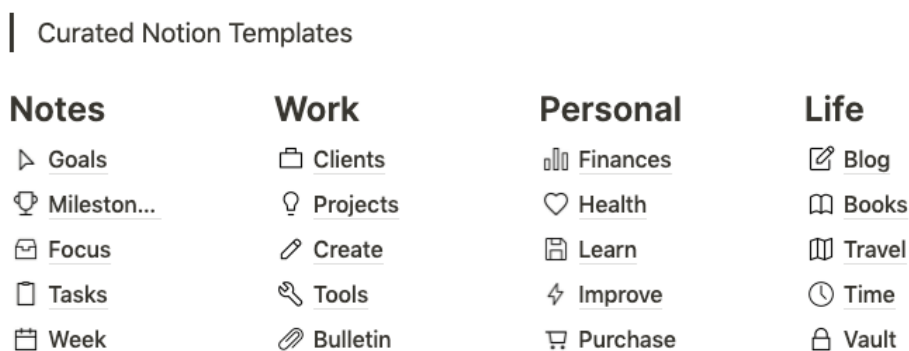 Curated Notion Templates
Notes
Goals
Mileston...
Focus
Tasks
Week
Work
Clients
Projects
Create
Tools
Bulletin
Personal
Finances
Health
Learn
Improve
Purchase
Life
Blog
Books
Travel
Time
Vault